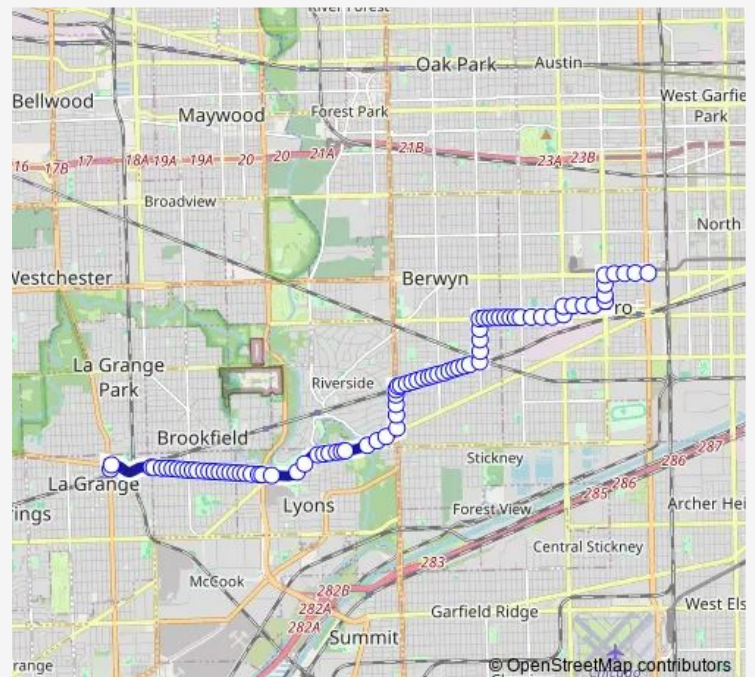 River Forest
Oak Park
Austin
Bellwood
West Garfie
Park
Maywood
Forest Park
16
17B
17
18A
19A
19A
20
20
21A
21B
23A
23B
Broadview
North
Westchester
Berwyn
ro
La Grange
Park
Riverside
Brookfield
La Grange
Stickney
287
286
286
285
rings
Lyons
Forest View
Archer Hei
Central Stickney
283
McCook
282B
282A
282A
Garfield Ridge
West Els
Summit
range
© OpenStreetMap contributors